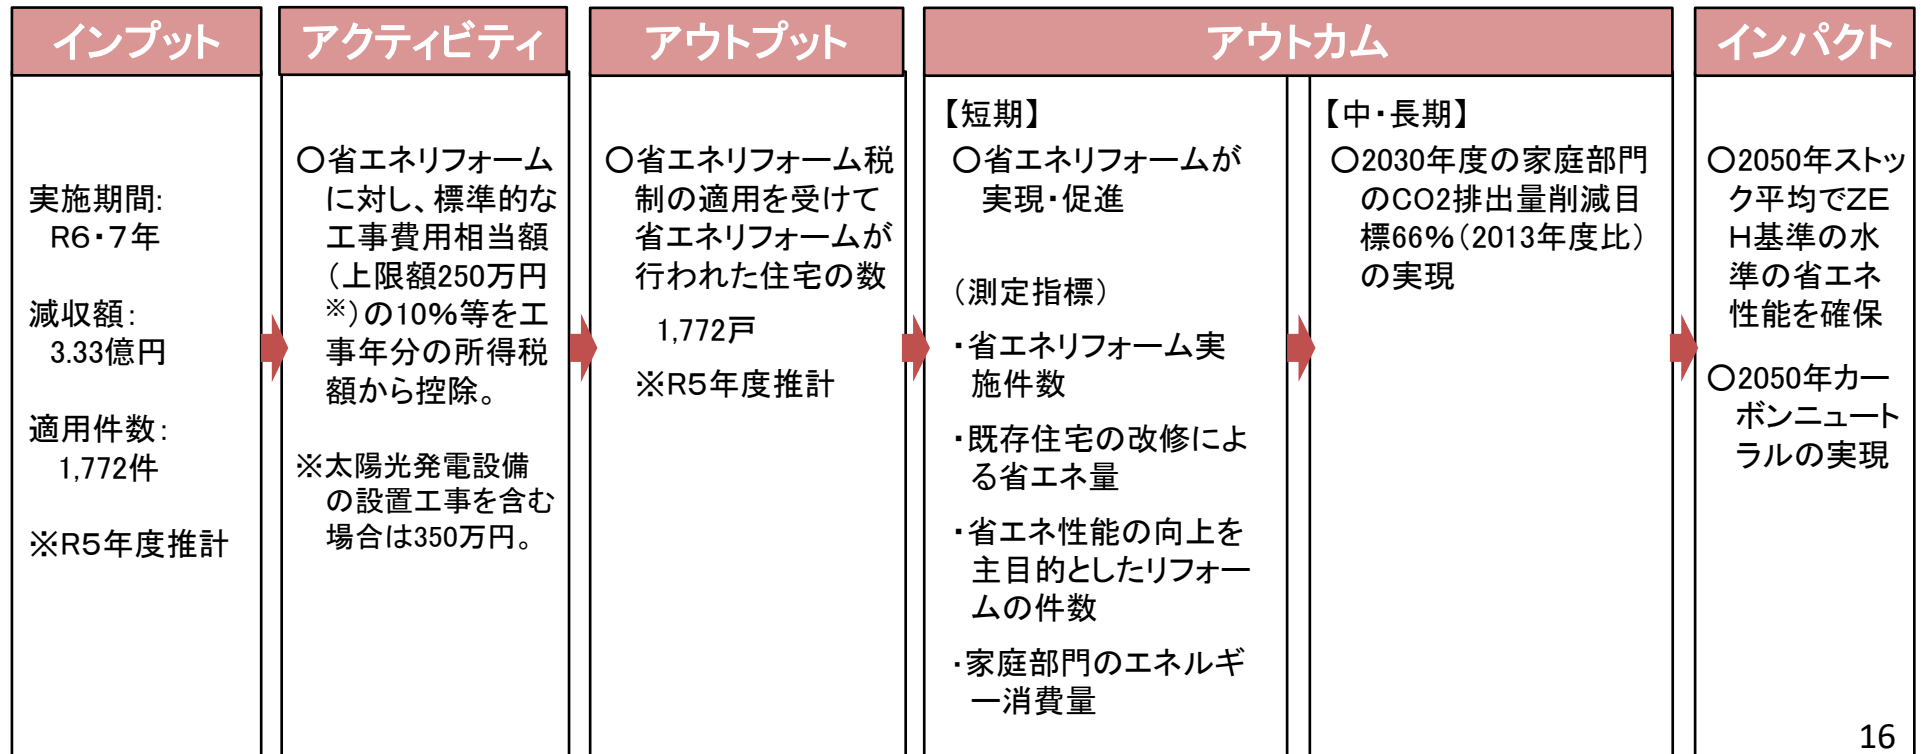 インプット
実施期間:
R6・7年
減収額:
3.33億円
適用件数:
1,772件
※R5年度推計
アクティビティ
○省エネリフォーム
に対し、標準的な
工事費用相当額
（上限額250万円
※）の10%等を工
事年分の所得税
額から控除。
※太陽光発電設備
の設置工事を含む
場合は350万円。
アウトプット
○省エネリフォーム税
制の適用を受けて
省エネリフォームが
行われた住宅の数
1,772戸
※R5年度推計
アウトカム
【短期】
○省エネリフォームが
実現・促進
（測定指標）
・省エネリフォーム実
施件数
・既存住宅の改修によ
る省エネ量
・省エネ性能の向上を
主目的としたリフォー
ムの件数
・家庭部門のエネルギ
ー消費量
【中・長期】
○2030年度の家庭部門
のCO2排出量削減目
標66%（2013年度比）
の実現
インパクト
○2050年ストッ
ク平均でZE
H基準の水
準の省エネ
性能を確保
○2050年カー
ボンニュート
ラルの実現
16